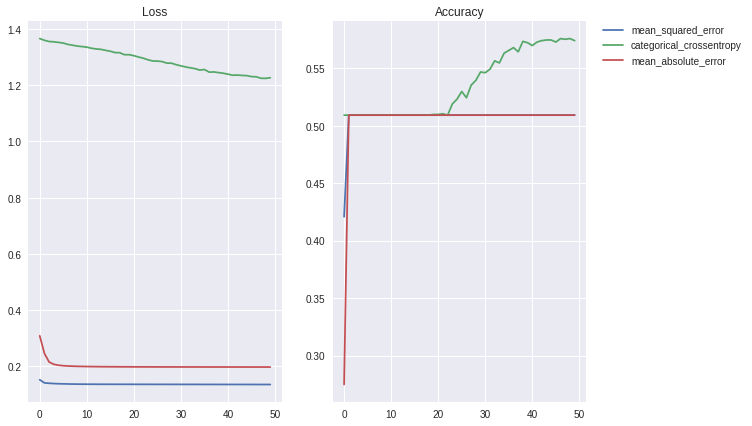 Loss
1.4
1.2
1.0
0.8
0.6
0.4
0.2
0 10 20 30 40 50
Accuracy
0.55
0.50
0.45
0.40
0.35
0.30
0 10 20 30 40 50
mean_squared_error
categorical_crossentropy
mean_absolute_error